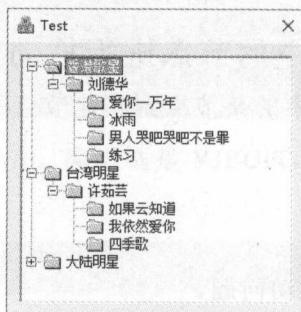 Test
刘德华
爱你一万年
冰雨
男人哭吧哭吧不是罪
练习
台湾明星
许茹芸
如果云知道
我依然爱你
四季歌
大陆明星